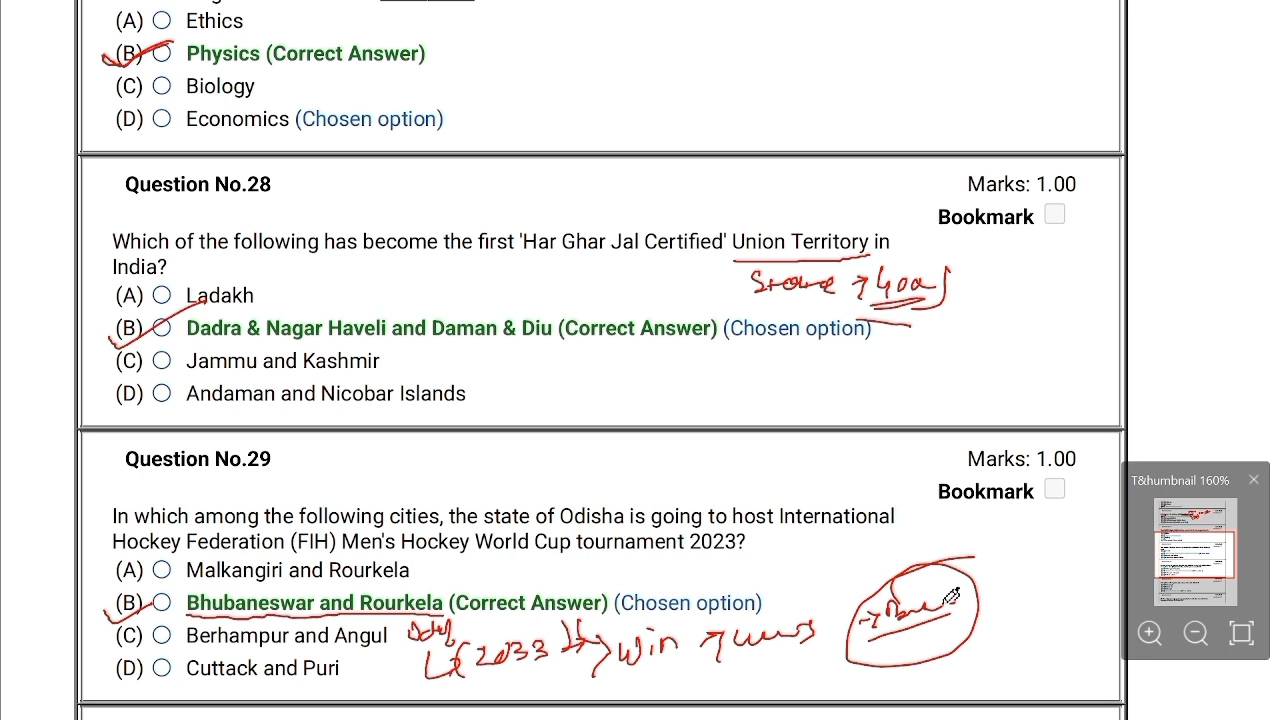 (A) Ethics
(B) Physics (Correct Answer)
(C) Biology
(D) Economics (Chosen option)
Question No.28 Marks: 1.00
Bookmark
Which of the following has become the first 'Har Ghar Jal Certified' Union Territory in
India?
State → Goa
(A) Ladakh
(B) Dadra & Nagar Haveli and Daman & Diu (Correct Answer) (Chosen option)
(C) Jammu and Kashmir
(D) Andaman and Nicobar Islands
Question No.29 Marks: 1.00
Bookmark
In which among the following cities, the state of Odisha is going to host International
Hockey Federation (FIH) Men's Hockey World Cup tournament 2023?
(A) Malkangiri and Rourkela
(B) Bhubaneswar and Rourkela (Correct Answer) (Chosen option)
(C) Berhampur and Angul
2033 win
(D) Cuttack and Puri
T&humbnail 160%